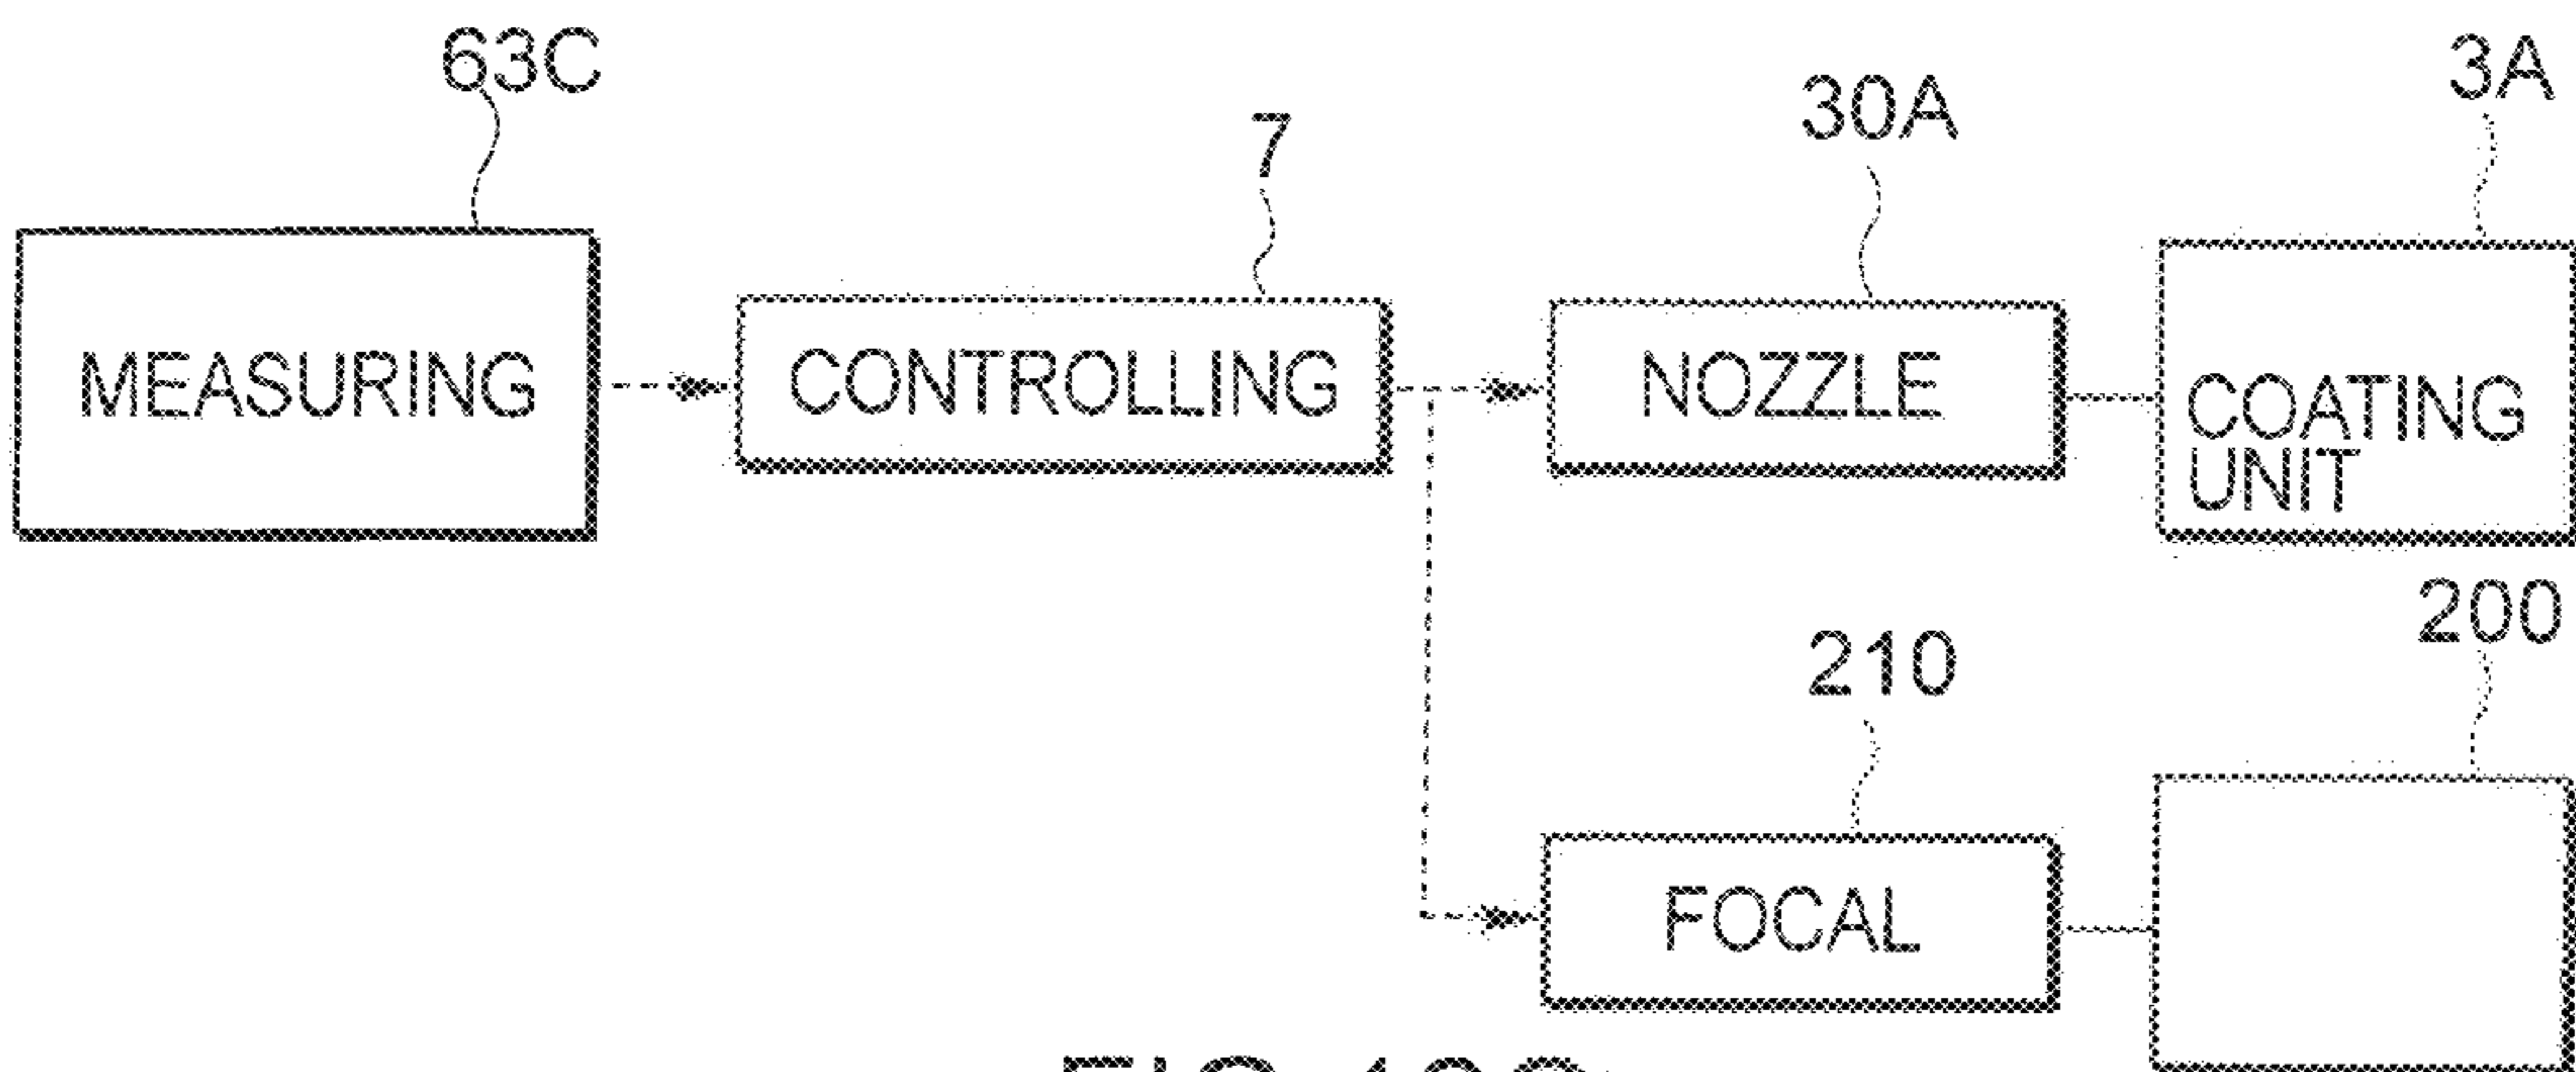 63C
7
30A
3A
MEASURING
CONTROLLING
NOZZLE
COATING
UNIT
200
210
FOCAL